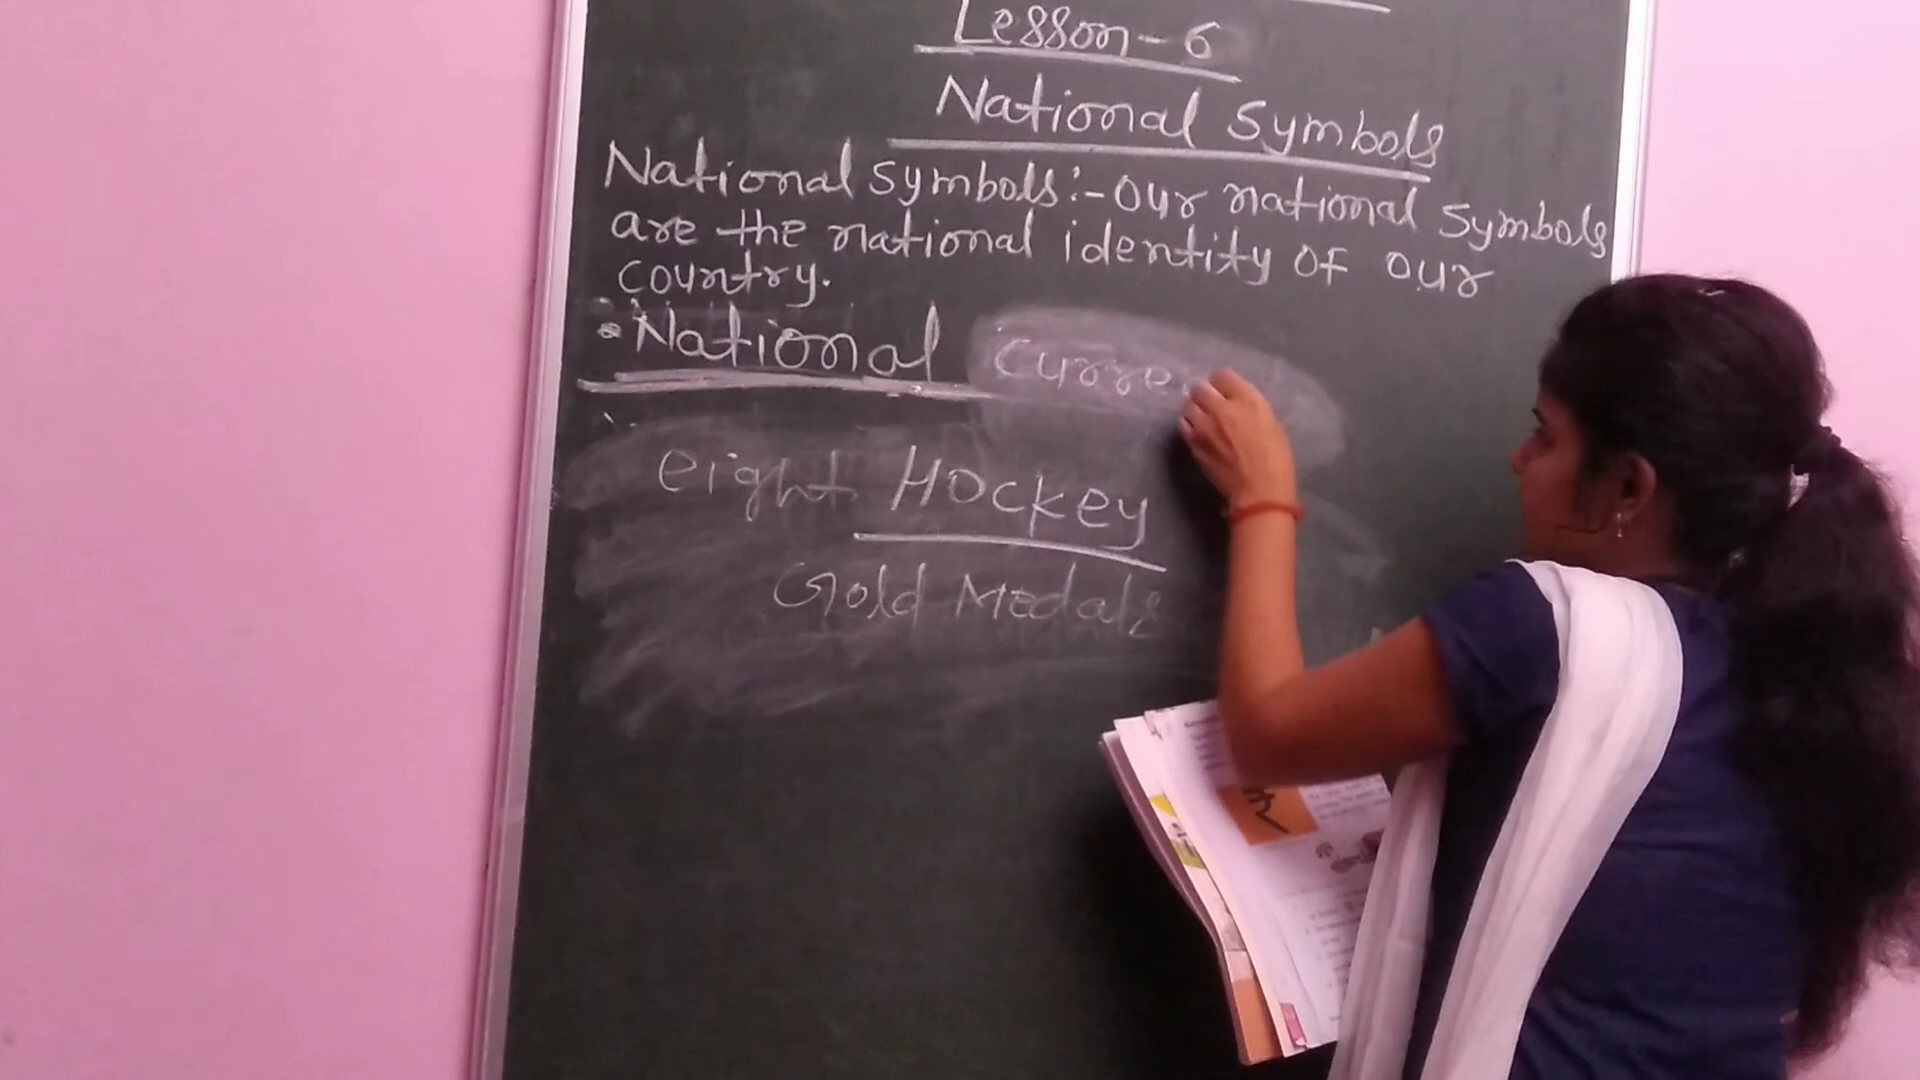 Lesson-6
National Symbols
National Symbols:-Our national Symbols
are the national identity of our
country.
National Curre
eight Hockey
Gold Medals
₹